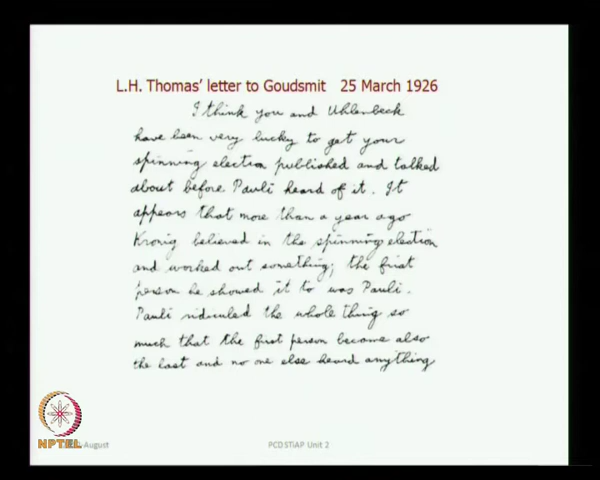 L.H. Thomas' letter to Goudsmit 25 March 1926
I think you and Uhlenbeck
have been very lucky to get your
spinning electron published and talked
about before Pauli heard of it. It
appears that more than a year ago
Kronig believed in the spinning electron
and worked out something; the first
person he showed it to was Pauli.
Pauli ridiculed the whole thing so
much that the first person became also
the last and no one else heard anything
NPTEL
-August
PCD STiAP Unit 2